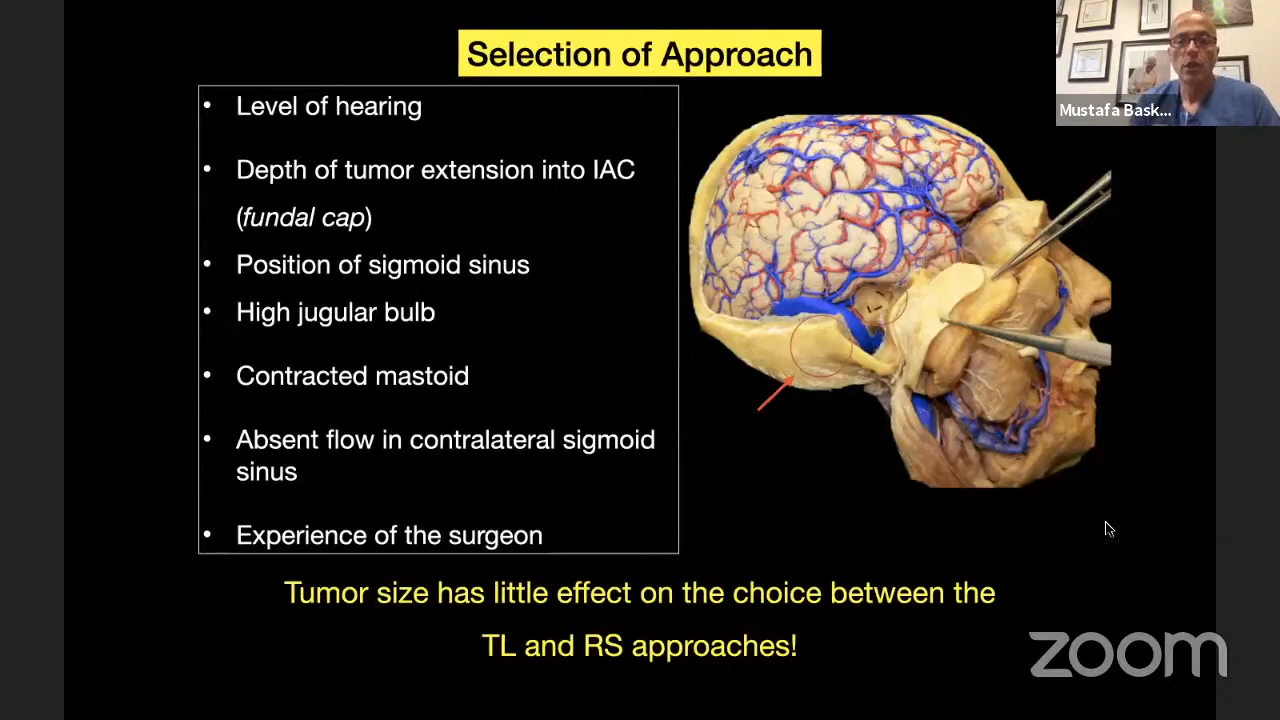 Selection of Approach
Mustafa Bask...
• Level of hearing
• Depth of tumor extension into IAC
(fundal cap)
• Position of sigmoid sinus
• High jugular bulb
• Contracted mastoid
• Absent flow in contralateral sigmoid
sinus
• Experience of the surgeon
Tumor size has little effect on the choice between the
TL and RS approaches!
zoom